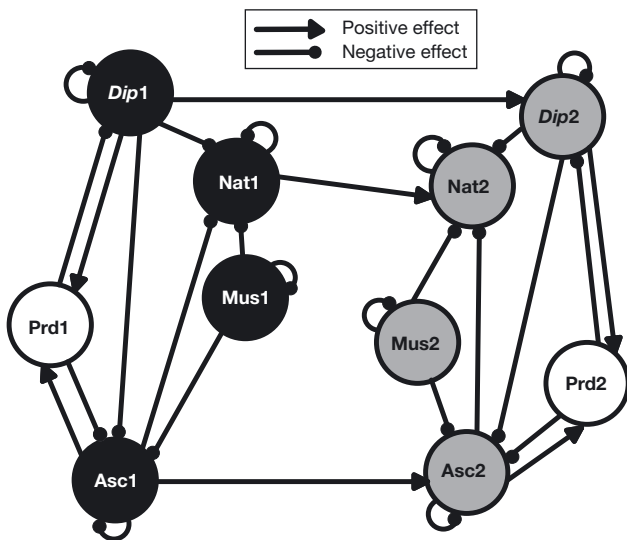 Positive effect
Negative effect
Dip1
Dip2
Nat1
Nat2
Mus1
Prd1
Mus2
Prd2
Asc1
Asc2